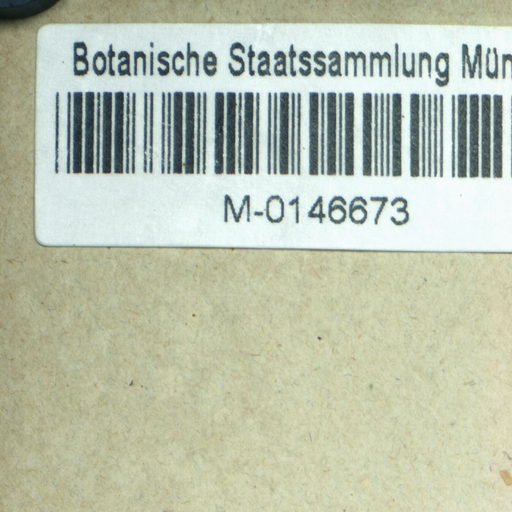 Botanische Staatssammlung Mün
M-0146673